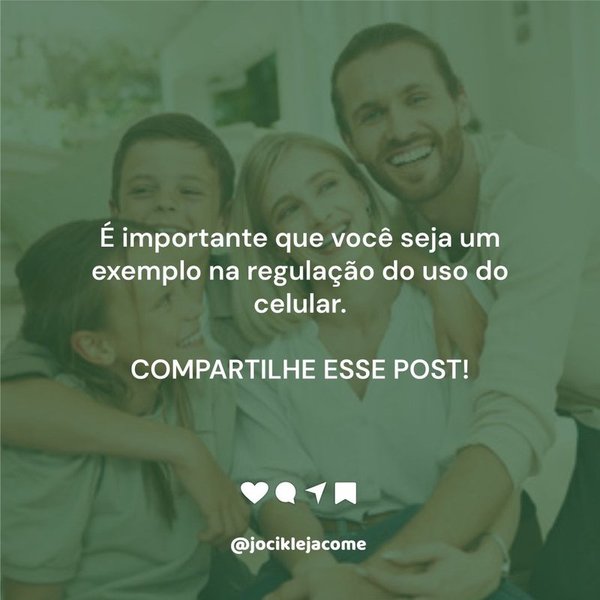 É importante que você seja um
exemplo na regulação do uso do
celular.
COMPARTILHE ESSE POST!
@jociklejacome